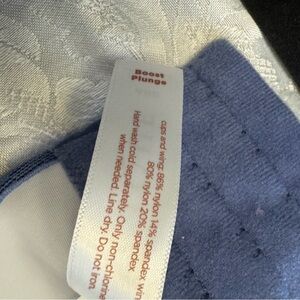 Boost
Plunge
cups and wing: 86% nylon 14% spandex
80% nylon 20% spandex.
Hand wash cold separately. Only non-chlorine
when needed. Line dry. Do not iron